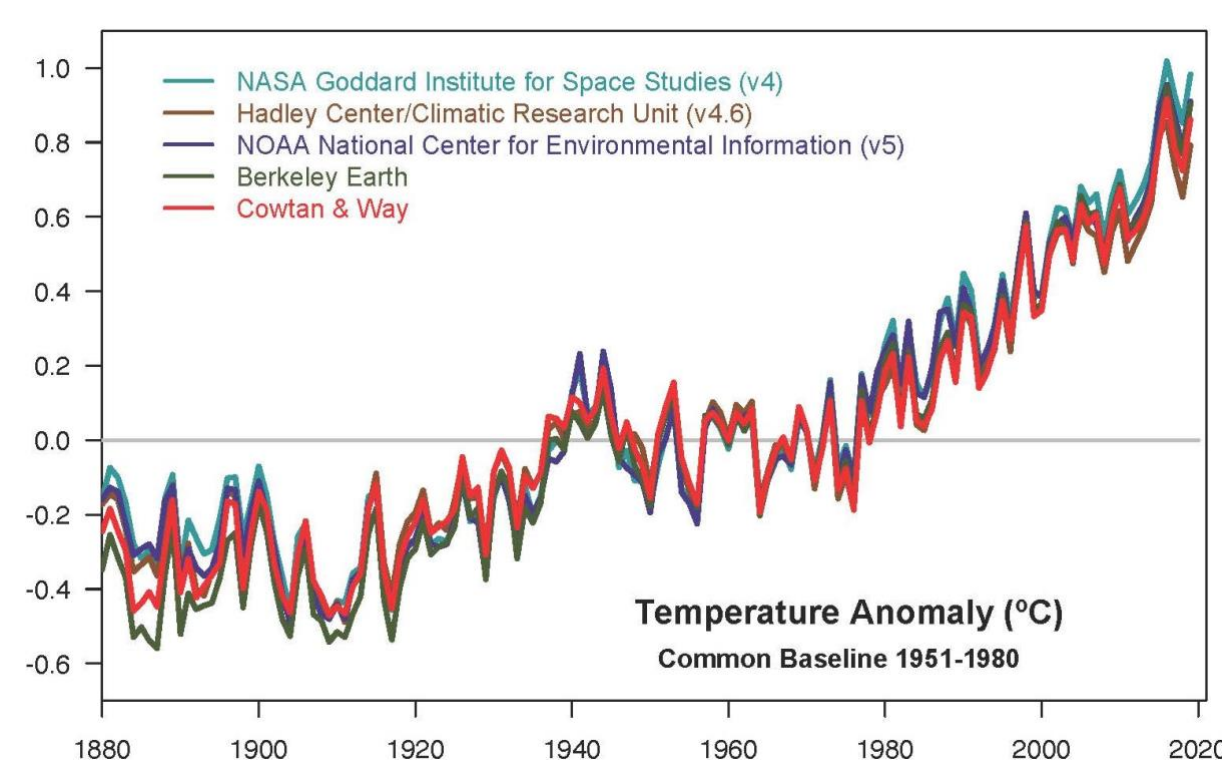 1.0
0.8
0.6
0.4
0.2
0.0
-0.2
-0.4
-0.6
NASA Goddard Institute for Space Studies (v4)
Hadley Center/Climatic Research Unit (v4.6)
NOAA National Center for Environmental Information (v5)
Berkeley Earth
Cowtan & Way
Temperature Anomaly (ºC)
Common Baseline 1951-1980
1880 1900 1920 1940 1960 1980 2000 2020